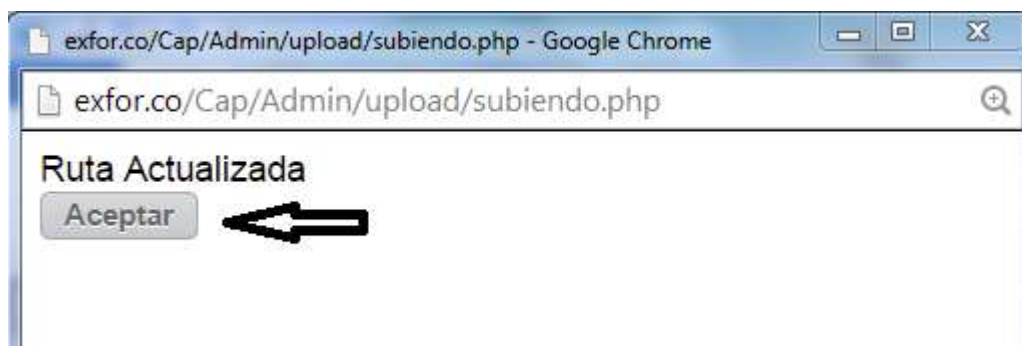 exfor.co/Cap/Admin/upload/subiendo.php - Google Chrome
exfor.co/Cap/Admin/upload/subiendo.php
Ruta Actualizada
Aceptar